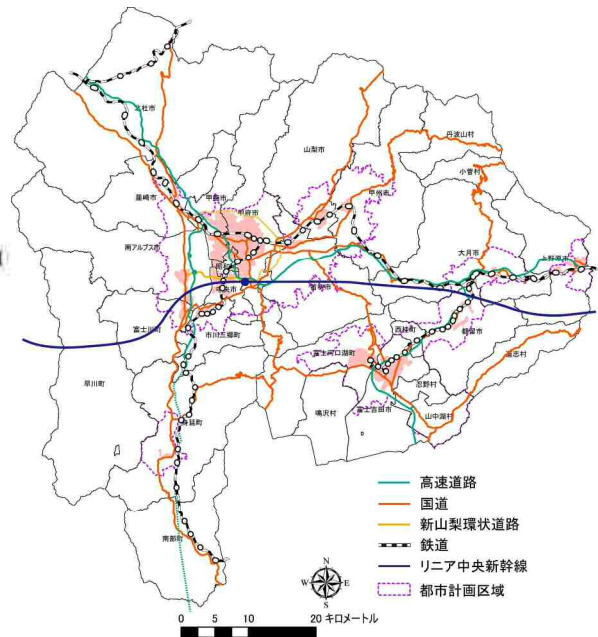 北杜市
山梨市
丹波山村
小菅村
韮崎市
甲斐市
甲府市
甲州市
南アルプス市
昭和町
大月市
上野原市
中央市
笛吹市
富士川町
市川三郷町
西桂町
都留市
富士河口湖町
道志村
早川町
忍野村
鳴沢村
富士吉田市
山中湖村
身延町
南部町
高速道路
国道
新山梨環状道路
鉄道
リニア中央新幹線
都市計画区域
N
W
E
S
0 5 10 20 キロメートル